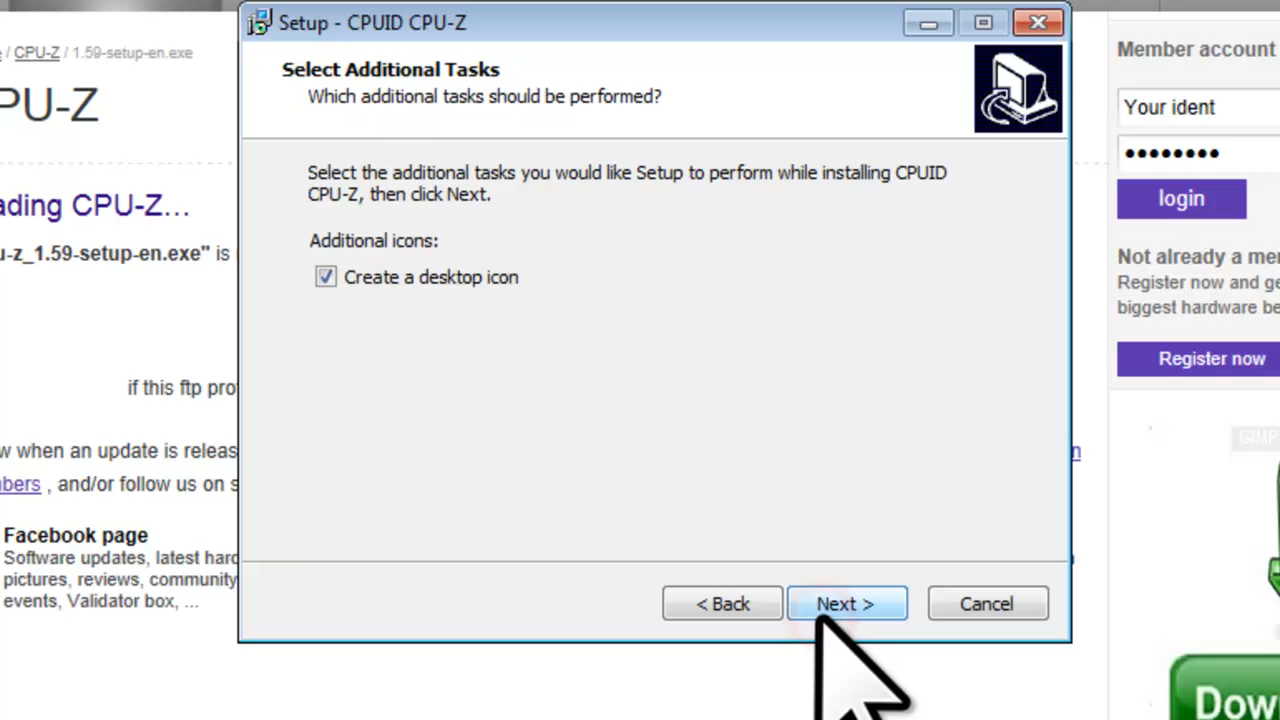 Setup - CPUID CPU-Z
Select Additional Tasks
Which additional tasks should be performed?
Select the additional tasks you would like Setup to perform while installing CPUID
CPU-Z, then click Next.
Additional icons:
Create a desktop icon
< Back
Next >
Cancel
/ CPU-Z / 1.59-setup-en.exe
PU-Z
ading CPU-Z...
u-z_1.59-setup-en.exe" is
if this ftp pro
w when an update is releas
nbers , and/or follow us on s
Facebook page
Software updates, latest hard
pictures, reviews, community
events, Validator box, ...
n
Member account
Your ident
login
Not already a me
Register now and ge
biggest hardware be
Register now
GIMP
Dow